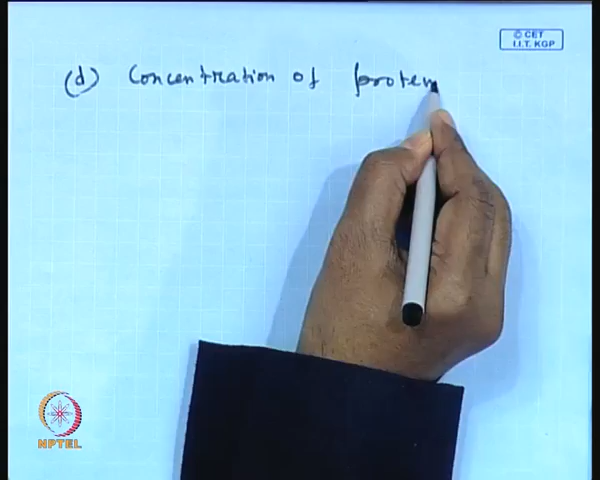 © CET
I.I.T. KGP
(d) Concentration of protein
NPTEL